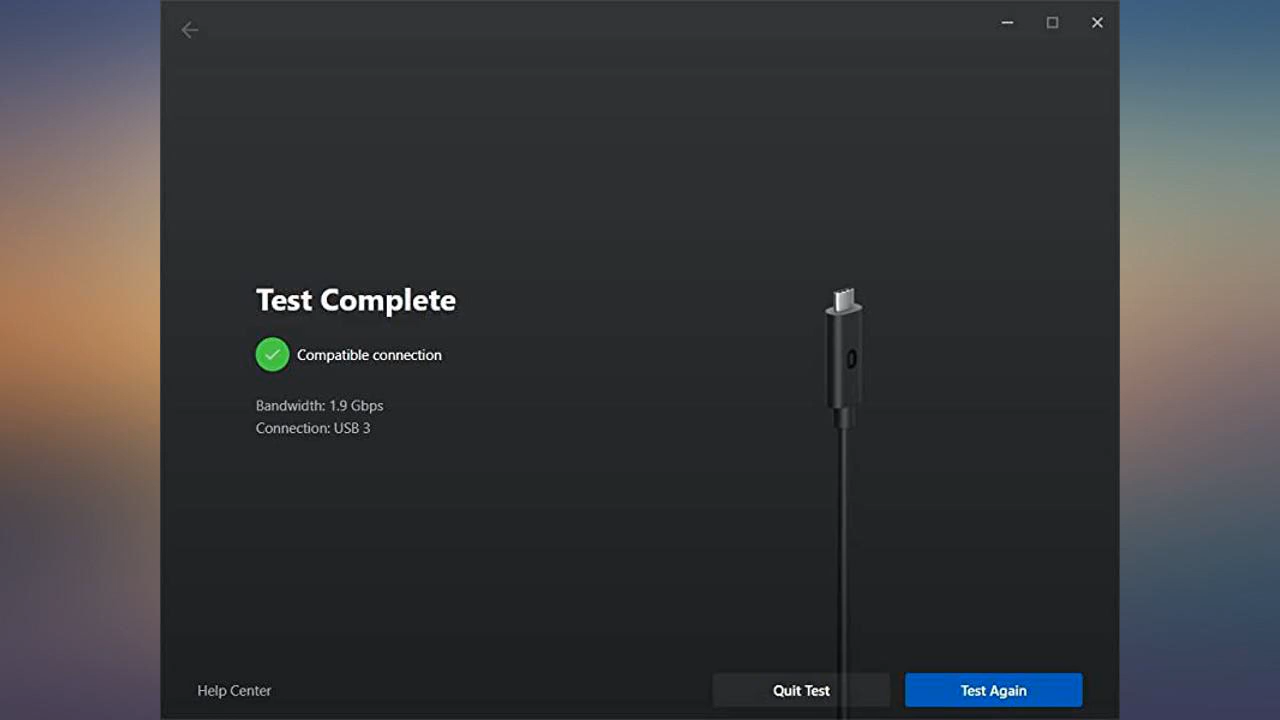 Test Complete
Compatible connection
Bandwidth: 1.9 Gbps
Connection: USB 3
Help Center
Quit Test
Test Again